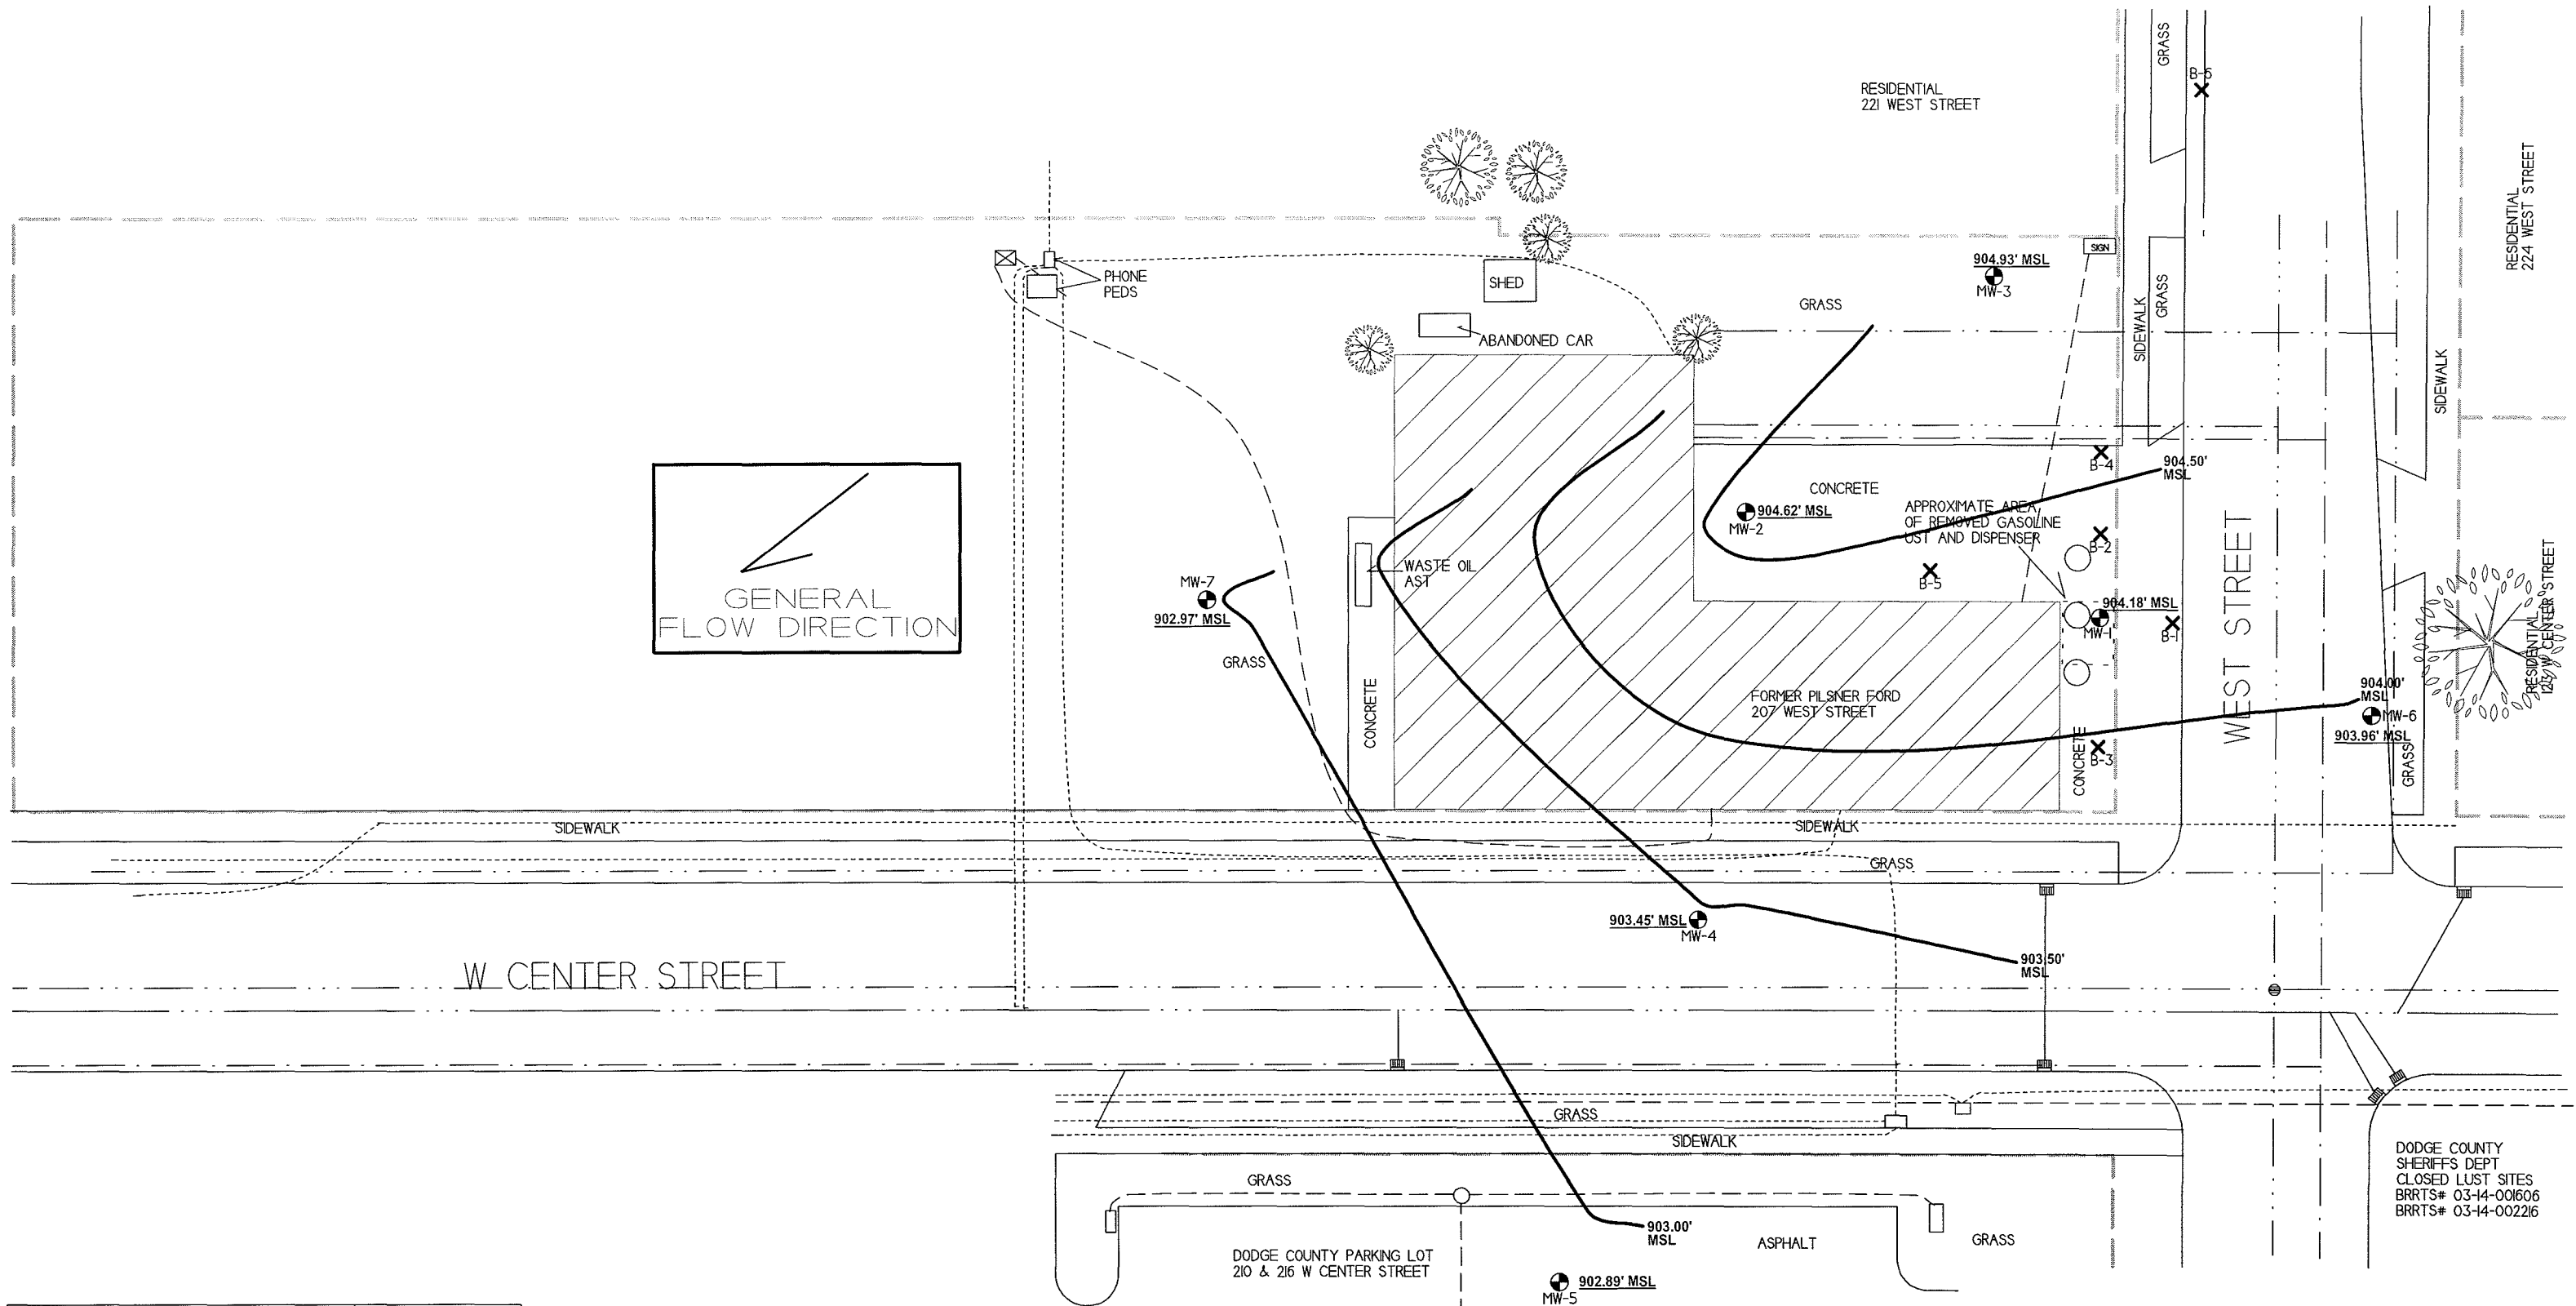 GRASS
B-6
RESIDENTIAL
221 WEST STREET
RESIDENTIAL
224 WEST STREET
SIGN
904.93' MSL
MW-3
PHONE
PEDS
SHED
GRASS
GRASS
SIDEWALK
ABANDONED CAR
SIDEWALK
B-4
904.50'
MSL
CONCRETE
904.62' MSL
MW-2
APPROXIMATE AREA
OF REMOVED GASOLINE
UST AND DISPENSER
B-2
WASTE OIL
AST
B-5
MW-7
902.97' MSL
GENERAL
FLOW DIRECTION
904.18' MSL
MW-1
B-1
WEST STREET
RESIDENTIAL
123 W CENTER STREET
GRASS
CONCRETE
FORMER PILSNER FORD
207 WEST STREET
904.00'
MSL
MW-6
903.96' MSL
CONCRETE
B-3
GRASS
SIDEWALK
SIDEWALK
GRASS
903.45' MSL
MW-4
903.50'
MSL
W CENTER STREET
GRASS
SIDEWALK
GRASS
903.00'
MSL
ASPHALT
GRASS
DODGE COUNTY PARKING LOT
210 & 216 W CENTER STREET
902.89' MSL
MW-5
DODGE COUNTY
SHERIFFS DEPT
CLOSED LUST SITES
BRRTS# 03-14-001606
BRRTS# 03-14-002216